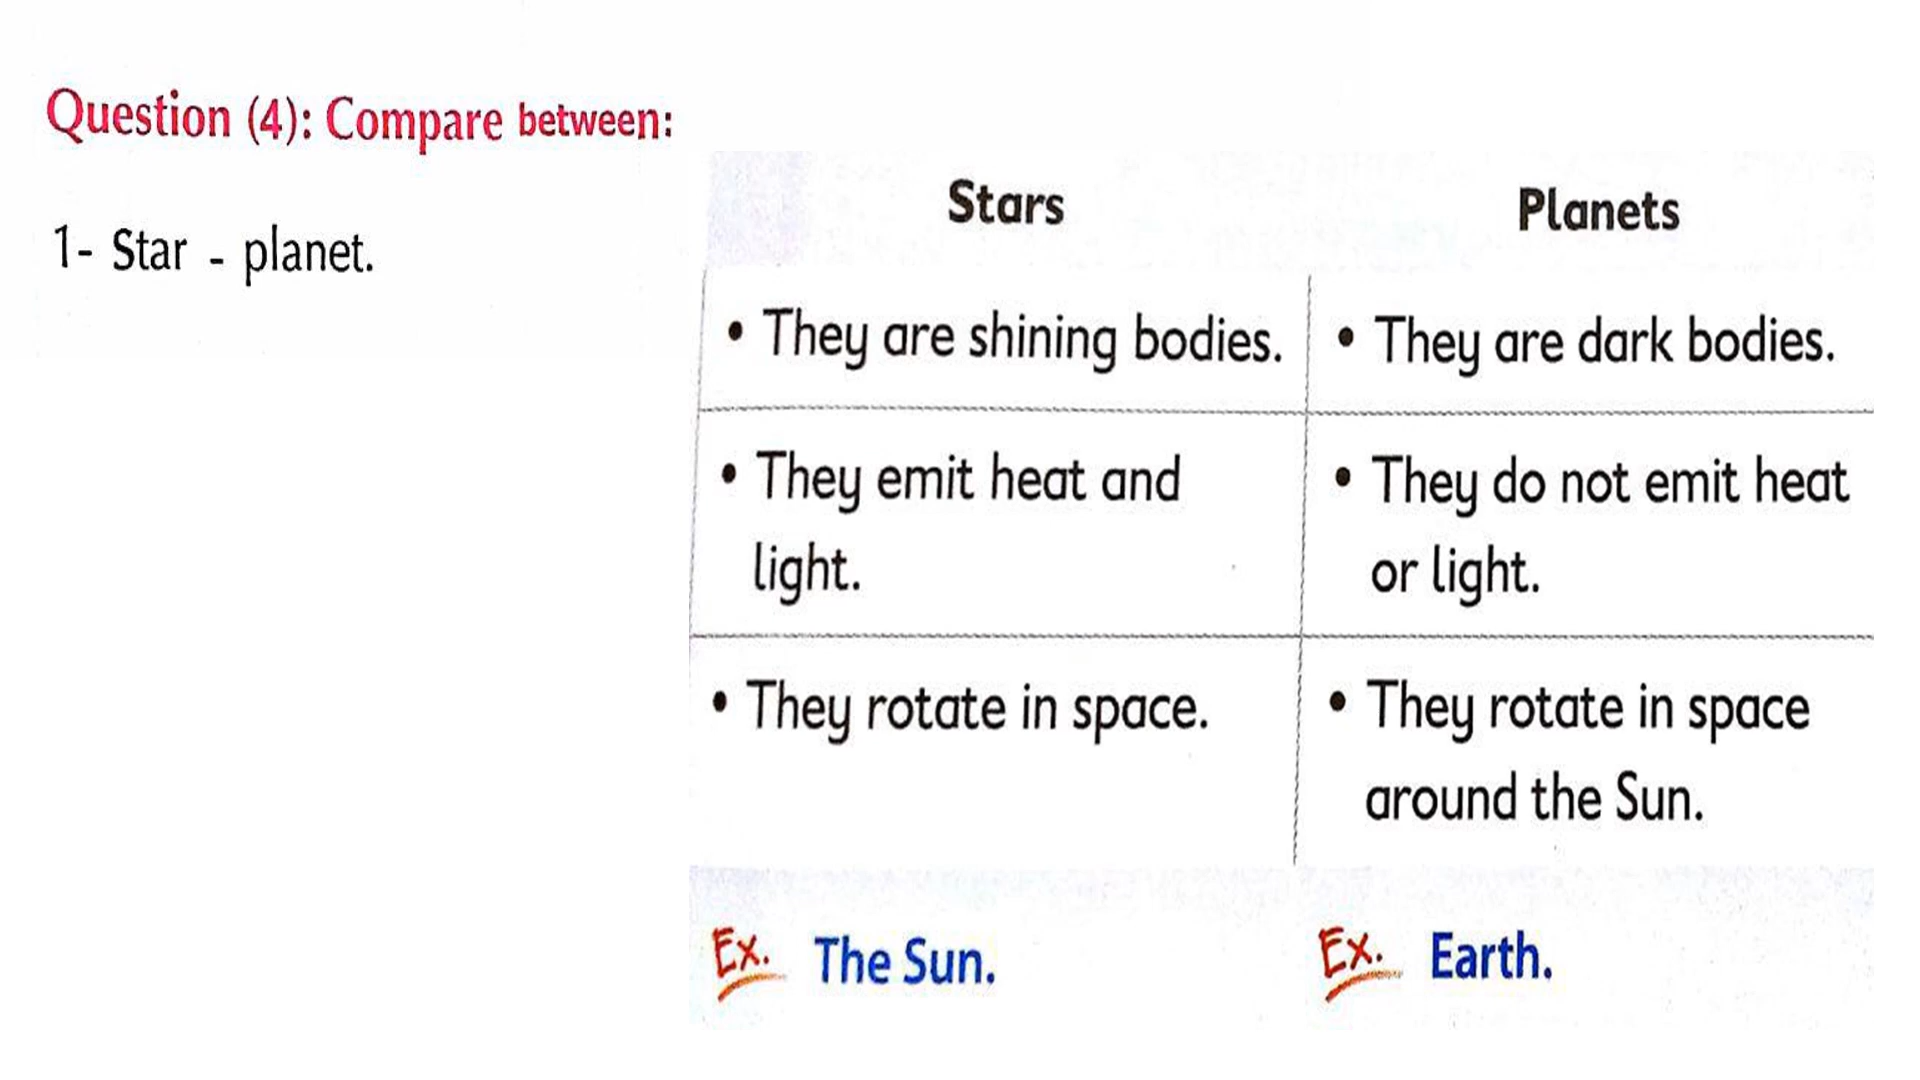 Question (4): Compare between:
1- Star - planet.
Stars
Planets
• They are shining bodies.
• They are dark bodies.
• They emit heat and
light.
• They do not emit heat
or light.
• They rotate in space.
• They rotate in space
around the Sun.
Ex. The Sun.
Ex. Earth.